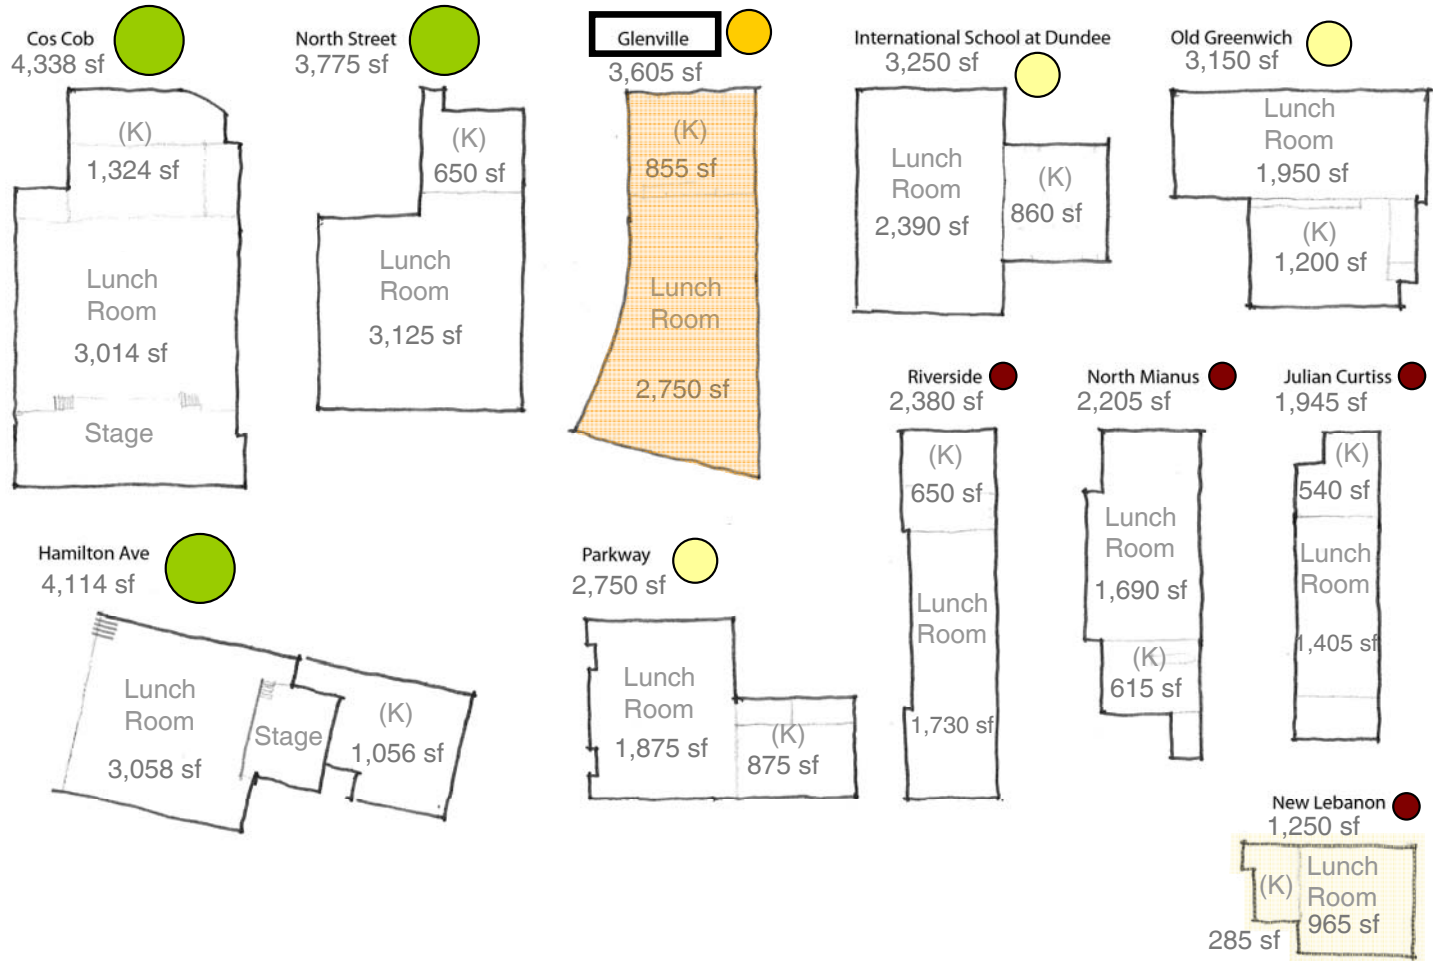 Cos Cob
4,338 sf
(K)
1,324 sf
Lunch
Room
3,014 sf
Stage
North Street
3,775 sf
(K)
650 sf
Lunch
Room
3,125 sf
Glenville
3,605 sf
(K)
855 sf
Lunch
Room
2,750 sf
International School at Dundee
3,250 sf
Lunch
Room
2,390 sf
(K)
860 sf
Old Greenwich
3,150 sf
Lunch
Room
1,950 sf
(K)
1,200 sf
Riverside
2,380 sf
(K)
650 sf
Lunch
Room
1,730 sf
North Mianus
2,205 sf
Lunch
Room
1,690 sf
(K)
615 sf
Julian Curtiss
1,945 sf
(K)
540 sf
Lunch
Room
1,405 sf
Hamilton Ave
4,114 sf
Lunch
Room
3,058 sf
Stage
(K)
1,056 sf
Parkway
2,750 sf
Lunch
Room
1,875 sf
(K)
875 sf
New Lebanon
1,250 sf
(K)
Lunch
Room
965 sf
285 sf